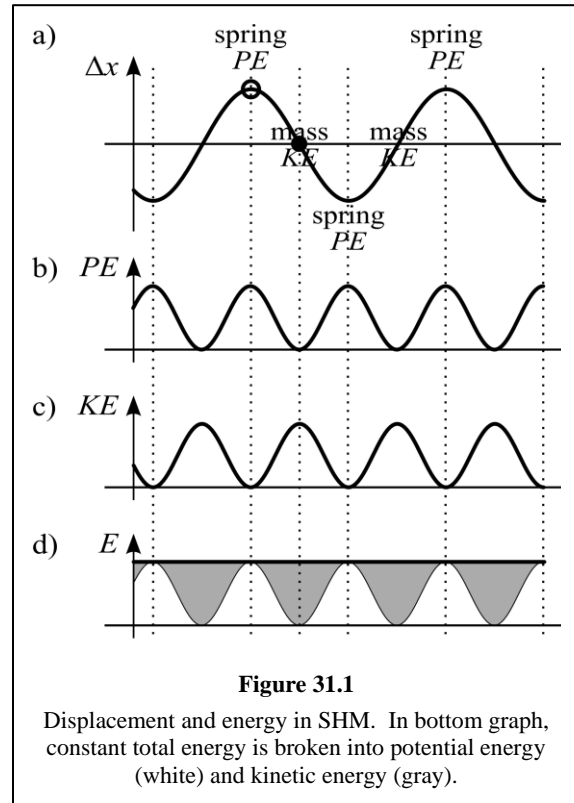 a)
Δx
spring
PE
spring
PE
mass
KE
mass
KE
spring
PE
b) PE
c) KE
d) E
Figure 31.1
Displacement and energy in SHM. In bottom graph,
constant total energy is broken into potential energy
(white) and kinetic energy (gray).